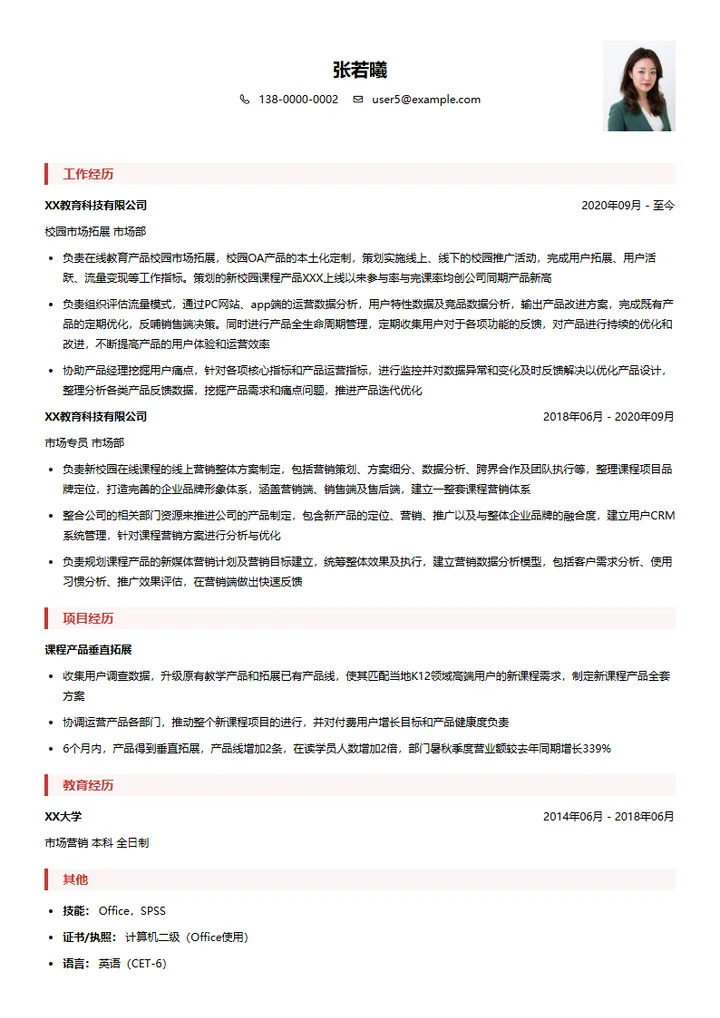 张若曦
138-0000-0002 user5@example.com
工作经历
XX教育科技有限公司 2020年09月 - 至今
校园市场拓展 市场部
• 负责在线教育产品校园市场拓展，校园OA产品的本土化定制，策划实施线上、线下的校园推广活动，完成用户拓展、用户活
跃、流量变现等工作指标。策划的新校园课程产品XXX上线以来参与率与完课率均创公司同期产品新高
• 负责组织评估流量模式，通过PC网站、app端的运营数据分析，用户特性数据及竞品数据分析，输出产品改进方案，完成既有产
品的定期优化，反哺销售端决策。同时进行产品全生命周期管理，定期收集用户对于各项功能的反馈，对产品进行持续的优化和
改进，不断提高产品的用户体验和运营效率
• 协助产品经理挖掘用户痛点，针对各项核心指标和产品运营指标，进行监控并对数据异常和变化及时反馈解决以优化产品设计，
整理分析各类产品反馈数据，挖掘产品需求和痛点问题，推进产品迭代优化
XX教育科技有限公司 2018年06月 - 2020年09月
市场专员 市场部
• 负责新校园在线课程的线上营销整体方案制定，包括营销策划、方案细分、数据分析、跨界合作及团队执行等，整理课程项目品
牌定位，打造完善的企业品牌形象体系，涵盖营销端、销售端及售后端，建立一整套课程营销体系
• 整合公司的相关部门资源来推进公司的产品制定，包含新产品的定位、营销、推广以及与整体企业品牌的融合度，建立用户CRM
系统管理，针对课程营销方案进行分析与优化
• 负责规划课程产品的新媒体营销计划及营销目标建立，统筹整体效果及执行，建立营销数据分析模型，包括客户需求分析、使用
习惯分析、推广效果评估，在营销端做出快速反馈
项目经历
课程产品垂直拓展
• 收集用户调查数据，升级原有教学产品和拓展已有产品线，使其匹配当地K12领域高端用户的新课程需求，制定新课程产品全套
方案
• 协调运营产品各部门，推动整个新课程项目的进行，并对付费用户增长目标和产品健康度负责
• 6个月内，产品得到垂直拓展，产品线增加2条，在读学员人数增加2倍，部门暑秋季度营业额较去年同期增长339%
教育经历
XX大学 2014年06月 - 2018年06月
市场营销 本科 全日制
其他
• 技能： Office，SPSS
• 证书/执照： 计算机二级（Office使用）
• 语言： 英语（CET-6）